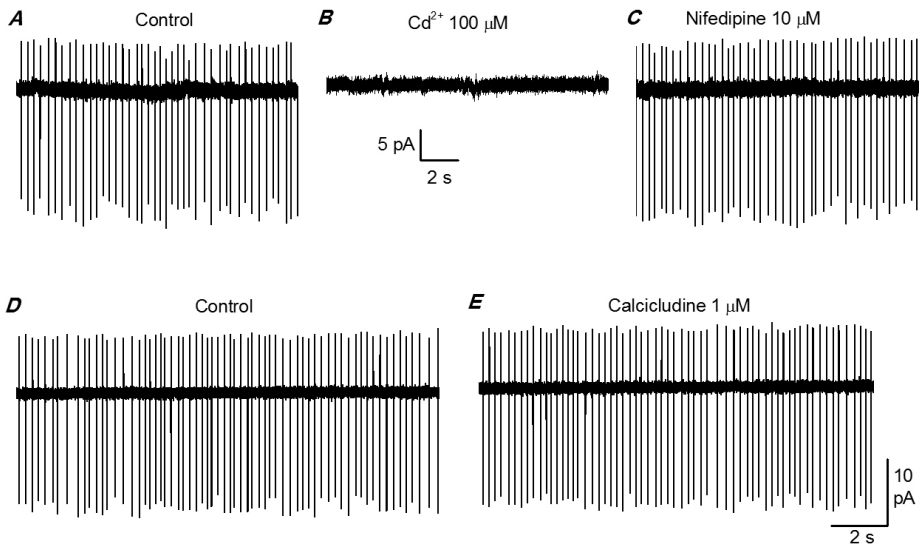 A Control
B Cd2+ 100 μM
C Nifedipine 10 μM
5 pA
2 s
D Control
E Calcicludine 1 μM
10
pA
2 s